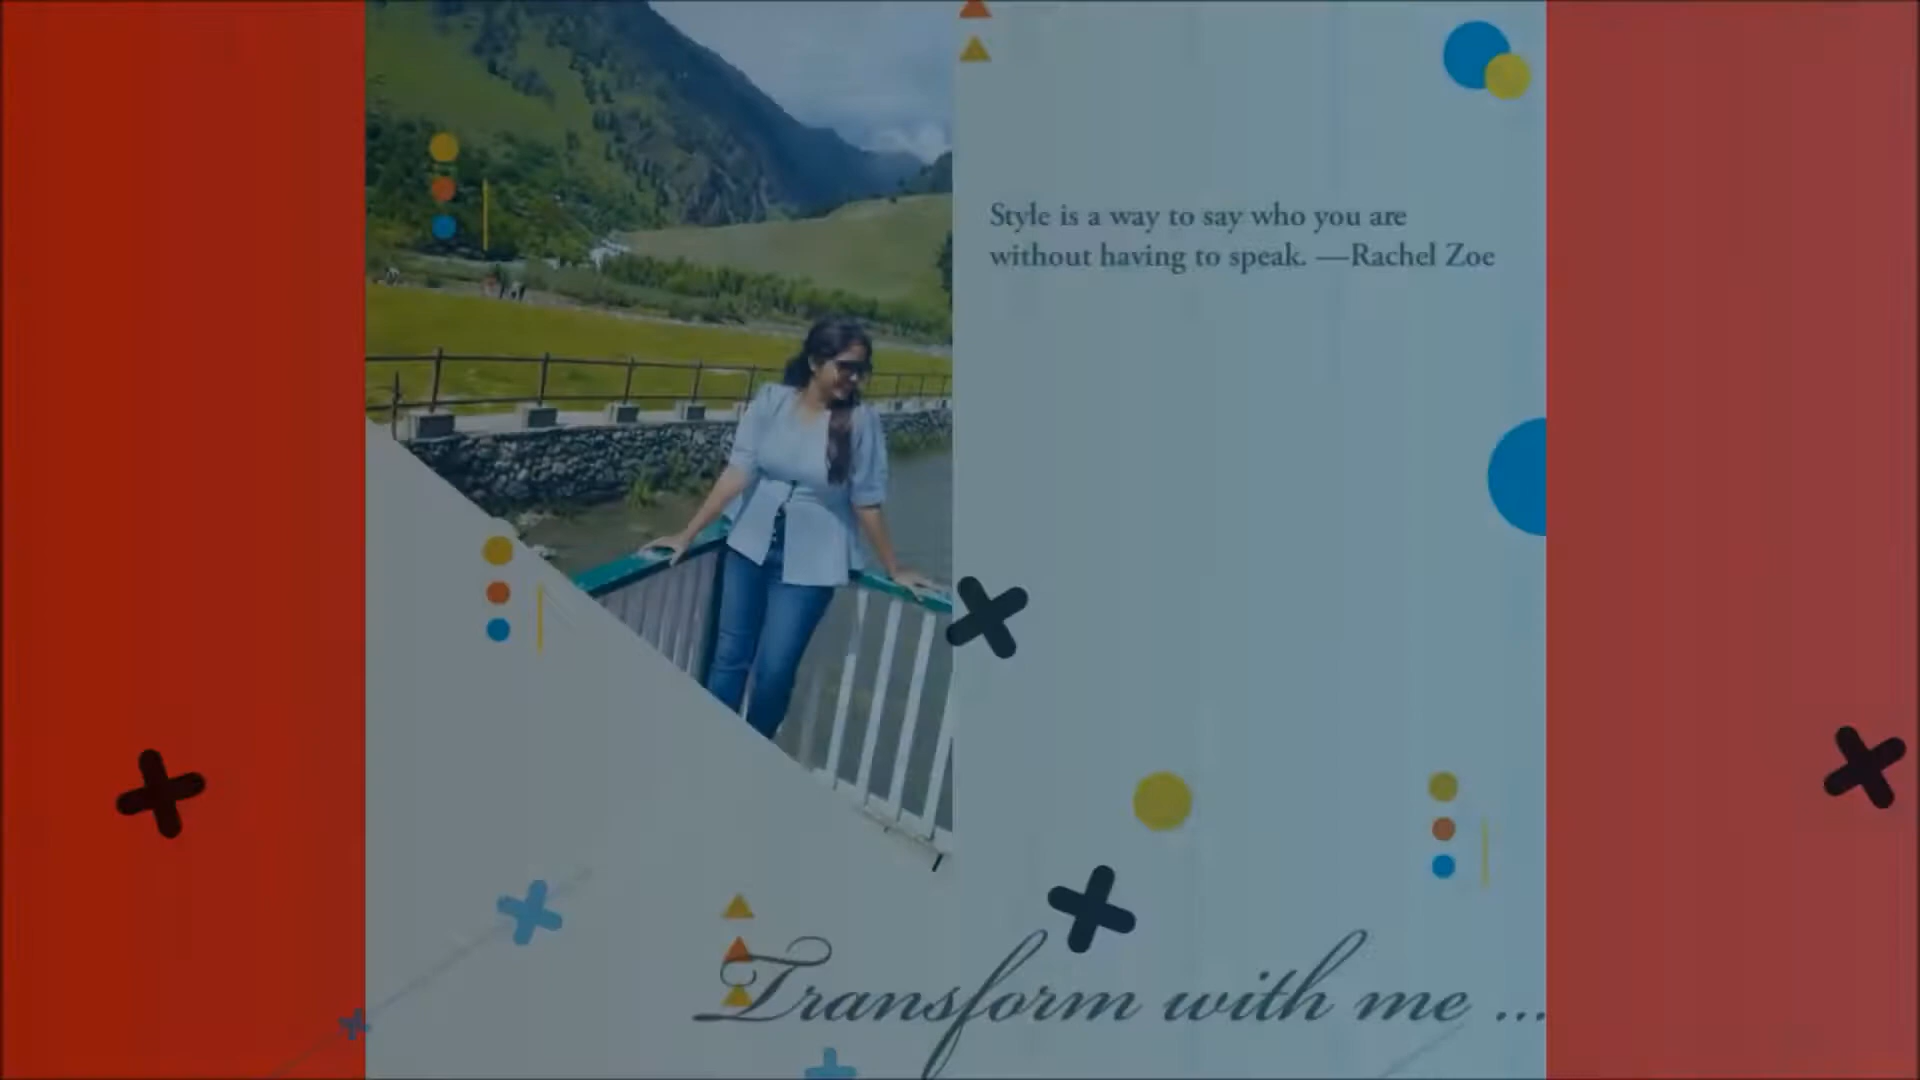 Style is a way to say who you are
without having to speak. —Rachel Zoe
Transform with me ...